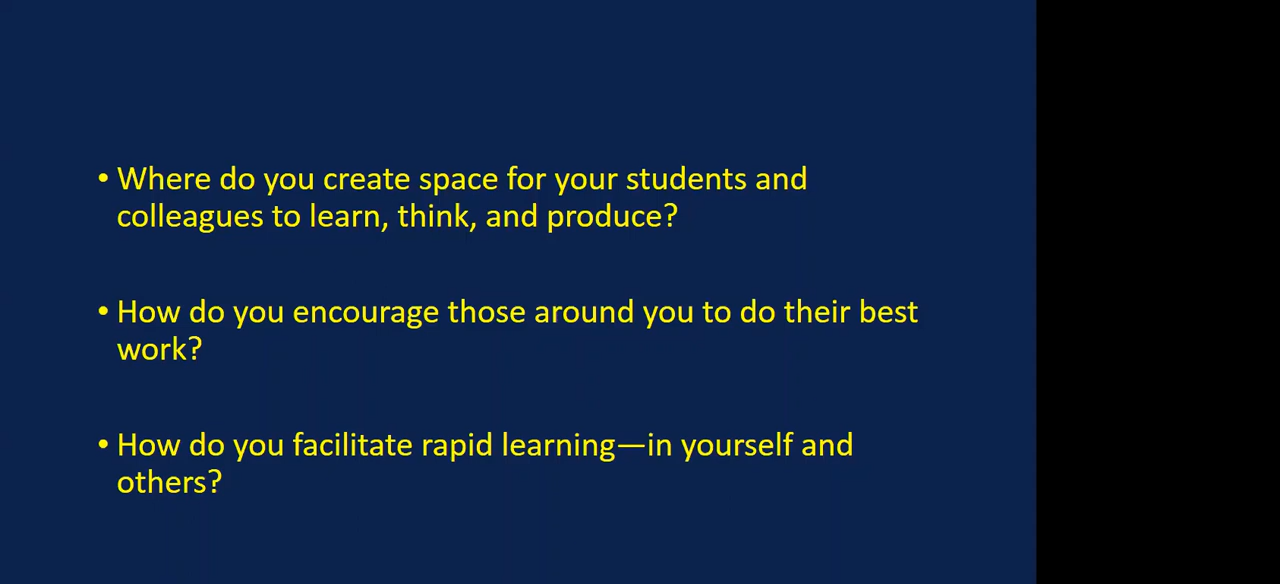 • Where do you create space for your students and
colleagues to learn, think, and produce?
• How do you encourage those around you to do their best
work?
• How do you facilitate rapid learning—in yourself and
others?